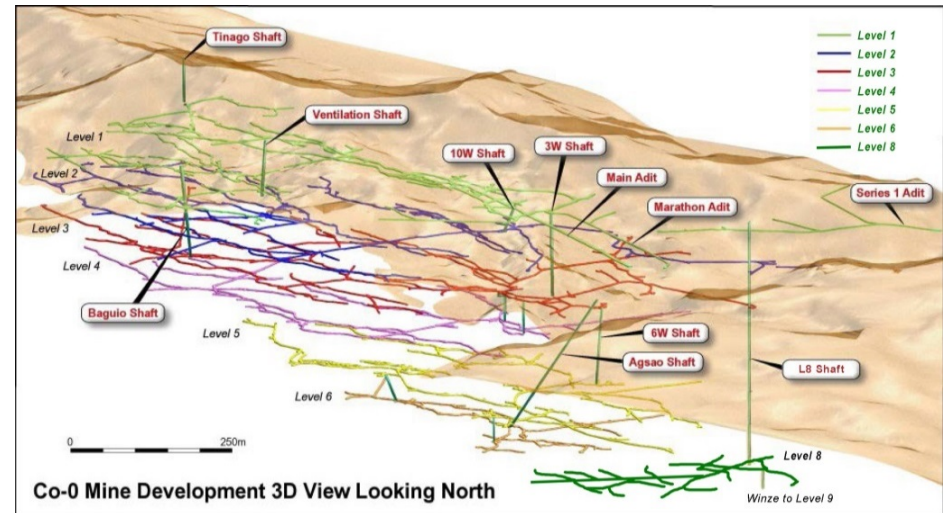 Tinago Shaft
Level 1
Level 2
Level 3
Level 4
Level 5
Level 6
Level 8
Ventilation Shaft
Level 1
10W Shaft
3W Shaft
Main Adit
Level 2
Marathon Adit
Series 1 Adit
Level 3
Level 4
Baguio Shaft
Level 5
6W Shaft
Agsao Shaft
L8 Shaft
Level 6
0 250m
Level 8
Co-0 Mine Development 3D View Looking North
Winze to Level 9